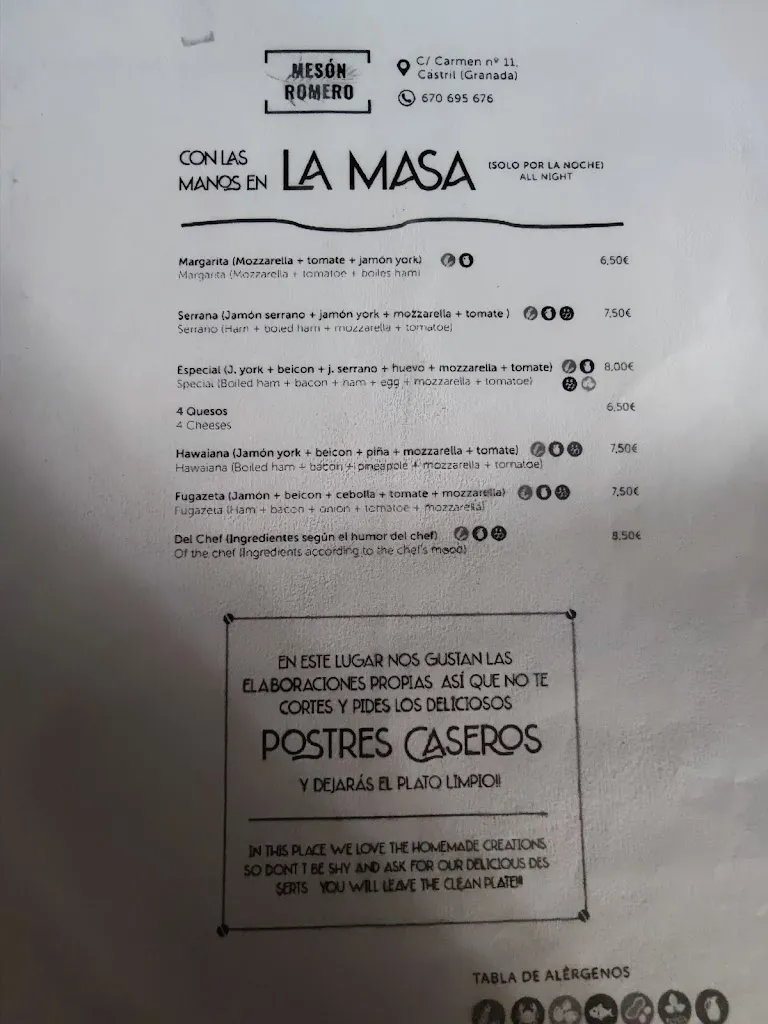 MESÓN
ROMERO
C/ Carmen nº 11,
Castril (Granada)
670 695 676
CON LAS
MANOS EN LA MASA (SOLO POR LA NOCHE)
ALL NIGHT
Margarita (Mozzarella + tomate + jamón york) 6,50€
Margarita (Mozzarella + tomatoe + boiles ham)
Serrana (Jamón serrano + jamón york + mozzarella + tomate ) 7,50€
Serrano (Ham + boled ham + mozzarella + tomatoe)
Especial (J. york + beicon + j. serrano + huevo + mozzarella + tomate) 8,00€
Special (Boiled ham + bacon + ham + egg + mozzarella + tomatoe)
4 Quesos 6,50€
4 Cheeses
Hawaiana (Jamón york + beicon + piña + mozzarella + tomate) 7,50€
Hawaiana (Boiled ham + bacon + pineapple + mozzarella + tomatoe)
Fugazeta (Jamón + beicon + cebolla + tomate + mozzarella) 7,50€
Fugazeta (Ham + bacon + onion + tomatoe + mozzarella)
Del Chef (Ingredientes según el humor del chef) 8,50€
Of the chef (Ingredients according to the chef's mood)
EN ESTE LUGAR NOS GUSTAN LAS
ELABORACIONES PROPIAS ASÍ QUE NO TE
CORTES Y PIDES LOS DELICIOSOS
POSTRES CASEROS
Y DEJARÁS EL PLATO LIMPIO!!
IN THIS PLACE WE LOVE THE HOMEMADE CREATIONS
SO DONT T BE SHY AND ASK FOR OUR DELICIOUS DES
SERTS YOU WILL LEAVE THE CLEAN PLATE!!!
TABLA DE ALÉRGENOS